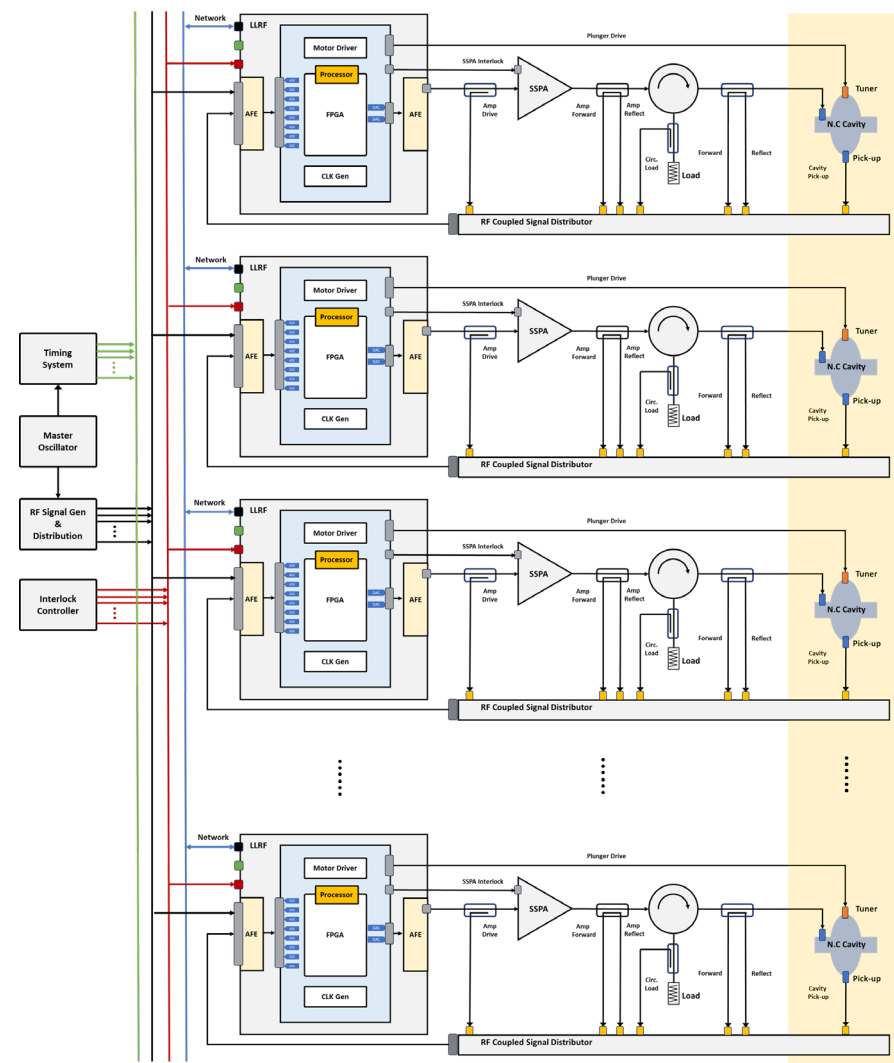 Network
LLRF
Motor Driver
Processor
FPGA
CLK Gen
AFE
AFE
Plunger Drive
SSPA Interlock
SSPA
Amp
Drive
Amp
Forward
Amp
Reflect
Circ.
Load
Load
Forward
Reflect
Tuner
N.C Cavity
Pick-up
Cavity
Pick-up
RF Coupled Signal Distributor
Network
LLRF
Motor Driver
Processor
FPGA
CLK Gen
AFE
AFE
Plunger Drive
SSPA Interlock
SSPA
Amp
Drive
Amp
Forward
Amp
Reflect
Circ.
Load
Load
Forward
Reflect
Tuner
N.C Cavity
Pick-up
Cavity
Pick-up
RF Coupled Signal Distributor
Timing
System
Master
Oscillator
RF Signal Gen
&
Distribution
Interlock
Controller
Network
LLRF
Motor Driver
Processor
FPGA
CLK Gen
AFE
AFE
Plunger Drive
SSPA Interlock
SSPA
Amp
Drive
Amp
Forward
Amp
Reflect
Circ.
Load
Load
Forward
Reflect
Tuner
N.C Cavity
Pick-up
Cavity
Pick-up
RF Coupled Signal Distributor
Network
LLRF
Motor Driver
Processor
FPGA
CLK Gen
AFE
AFE
Plunger Drive
SSPA Interlock
SSPA
Amp
Drive
Amp
Forward
Amp
Reflect
Circ.
Load
Load
Forward
Reflect
Tuner
N.C Cavity
Pick-up
Cavity
Pick-up
RF Coupled Signal Distributor